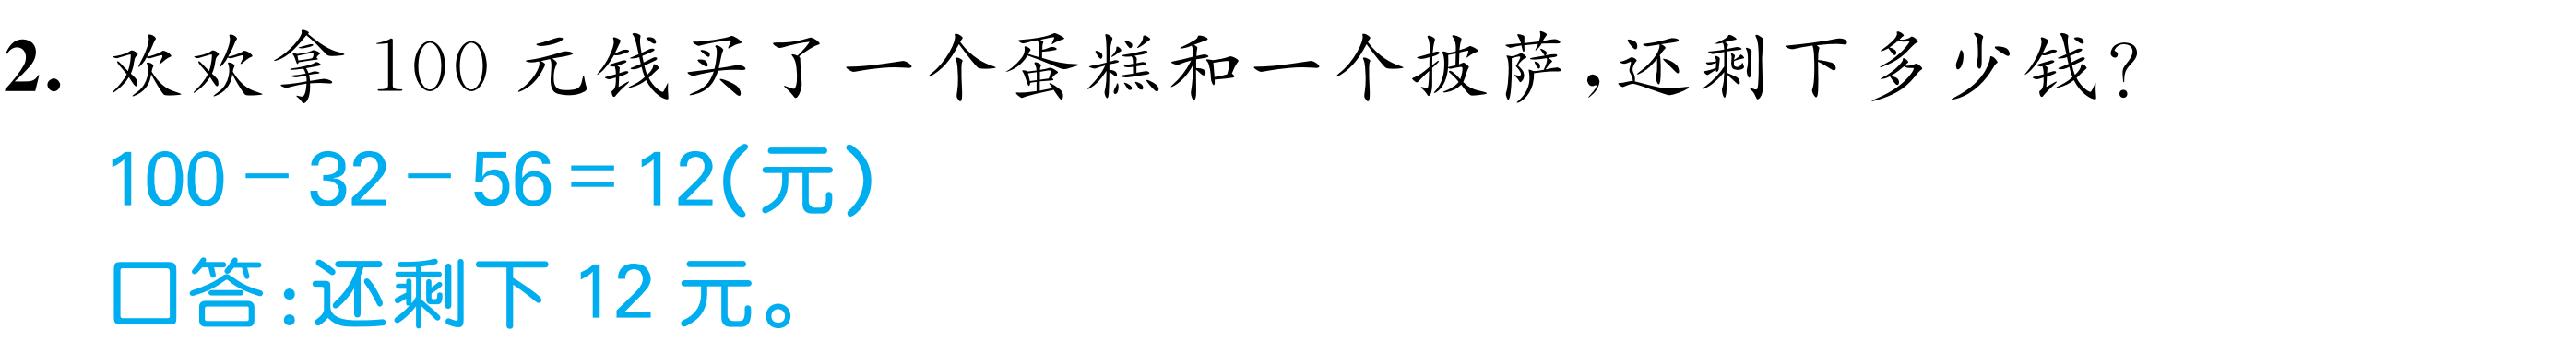 2. 欢欢拿 100 元钱买了一个蛋糕和一个披萨,还剩下多少钱?
100－32－56＝12(元)
口答:还剩下 12 元。